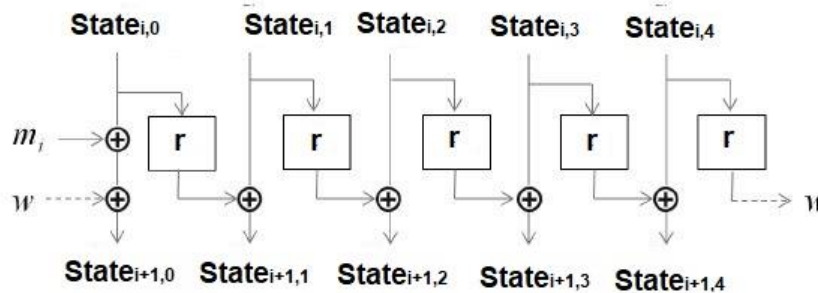 Statei,0 Statei,1 Statei,2 Statei,3 Statei,4
mi r r r r r
w w
Statei+1,0 Statei+1,1 Statei+1,2 Statei+1,3 Statei+1,4